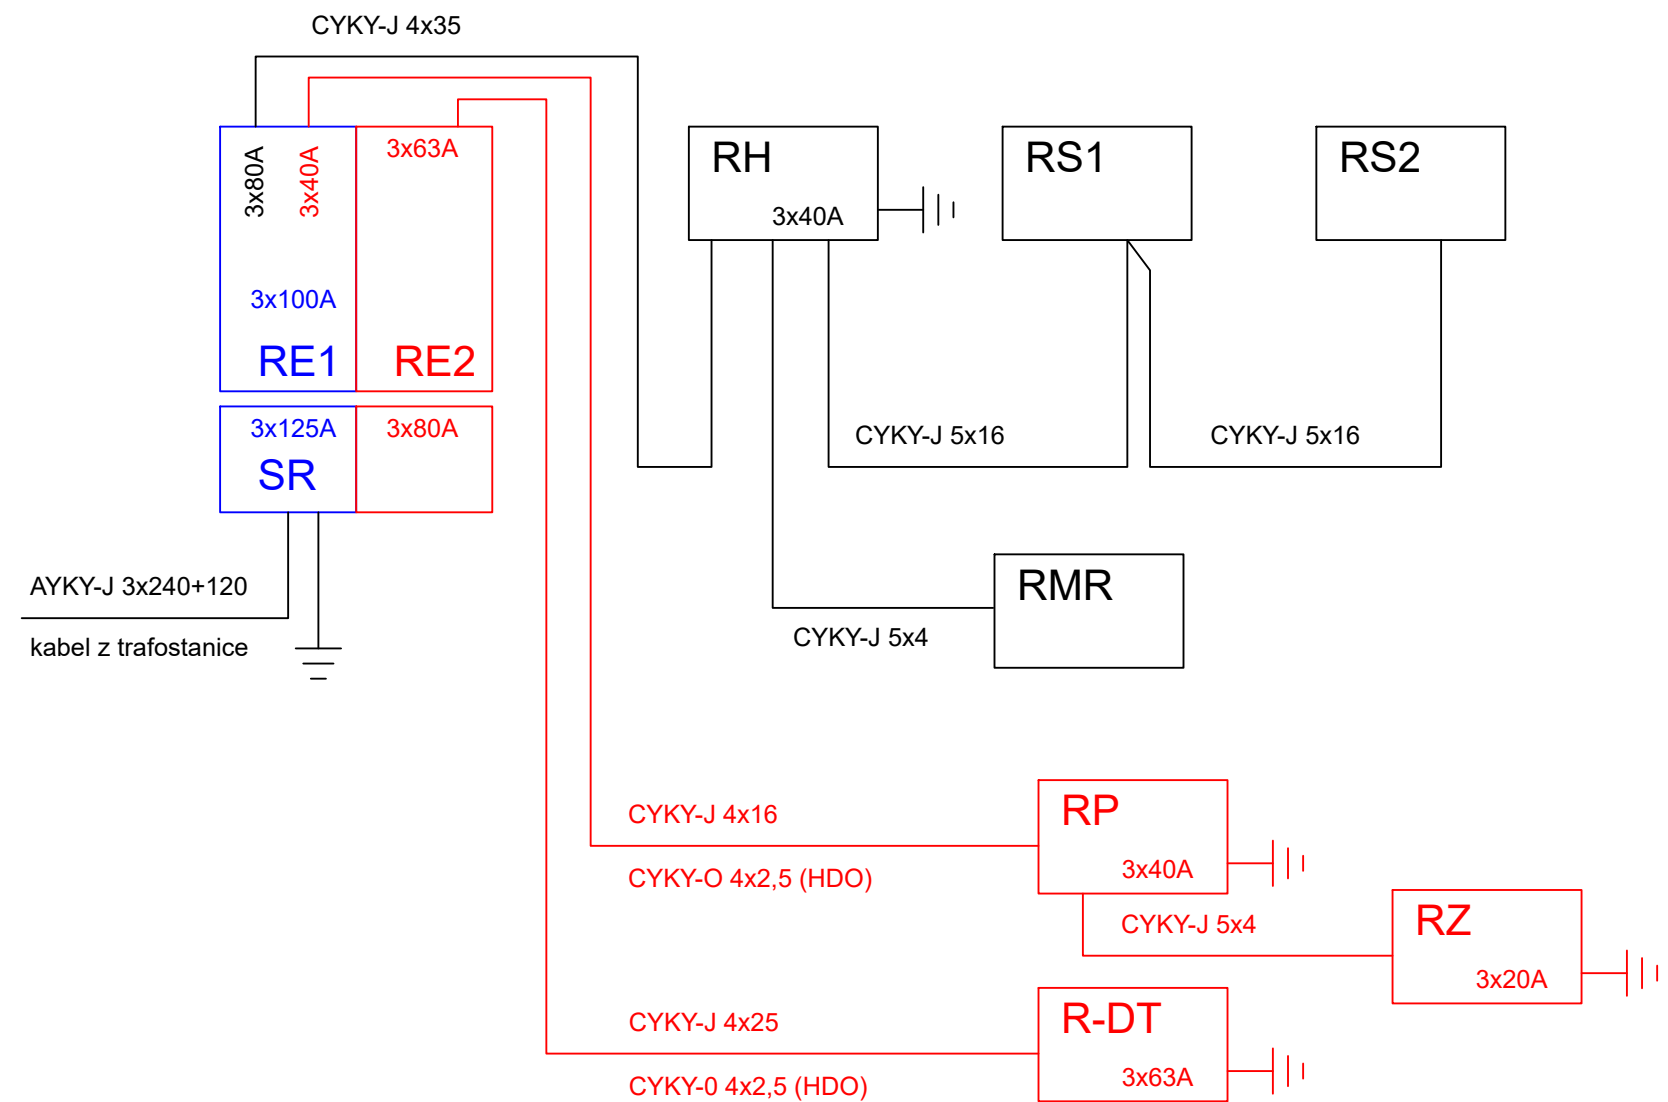 CYKY-J 4x35
3x80A
3x40A
3x63A
3x100A
RE1
RE2
3x125A
3x80A
SR
AYKY-J 3x240+120
kabel z trafostanice
RH
3x40A
RS1
RS2
CYKY-J 5x16
CYKY-J 5x16
RMR
CYKY-J 5x4
CYKY-J 4x16
CYKY-O 4x2,5 (HDO)
RP
3x40A
CYKY-J 5x4
RZ
3x20A
CYKY-J 4x25
CYKY-0 4x2,5 (HDO)
R-DT
3x63A